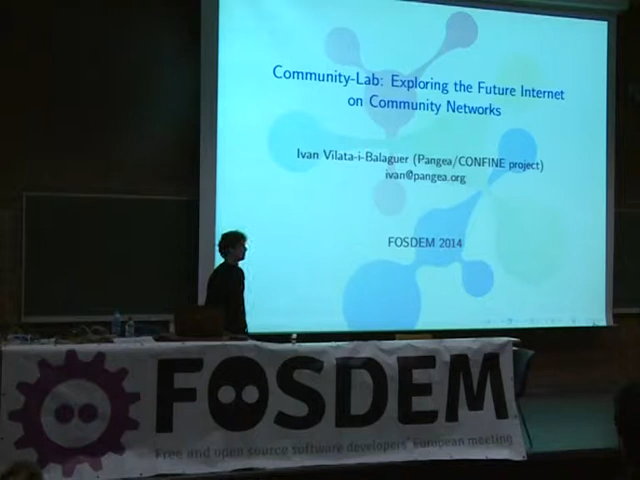 Community-Lab: Exploring the Future Internet
on Community Networks
Ivan Vilata-i-Balaguer (Pangea/CONFINE project)
ivan@pangea.org
FOSDEM 2014
FOSDEM
Free and open source software developers' European meeting